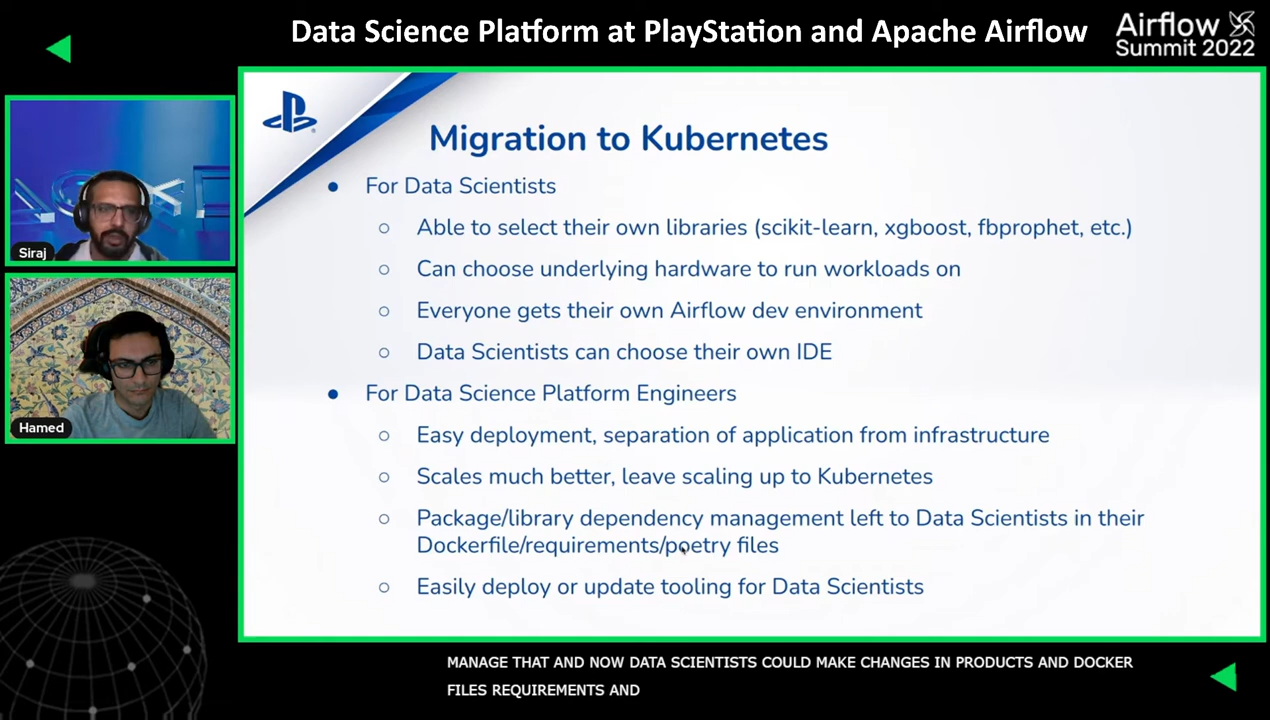 Data Science Platform at PlayStation and Apache Airflow
Airflow
Summit 2022
Siraj
Hamed
Migration to Kubernetes
● For Data Scientists
○ Able to select their own libraries (scikit-learn, xgboost, fbprophet, etc.)
○ Can choose underlying hardware to run workloads on
○ Everyone gets their own Airflow dev environment
○ Data Scientists can choose their own IDE
● For Data Science Platform Engineers
○ Easy deployment, separation of application from infrastructure
○ Scales much better, leave scaling up to Kubernetes
○ Package/library dependency management left to Data Scientists in their
Dockerfile/requirements/poetry files
○ Easily deploy or update tooling for Data Scientists
MANAGE THAT AND NOW DATA SCIENTISTS COULD MAKE CHANGES IN PRODUCTS AND DOCKER
FILES REQUIREMENTS AND